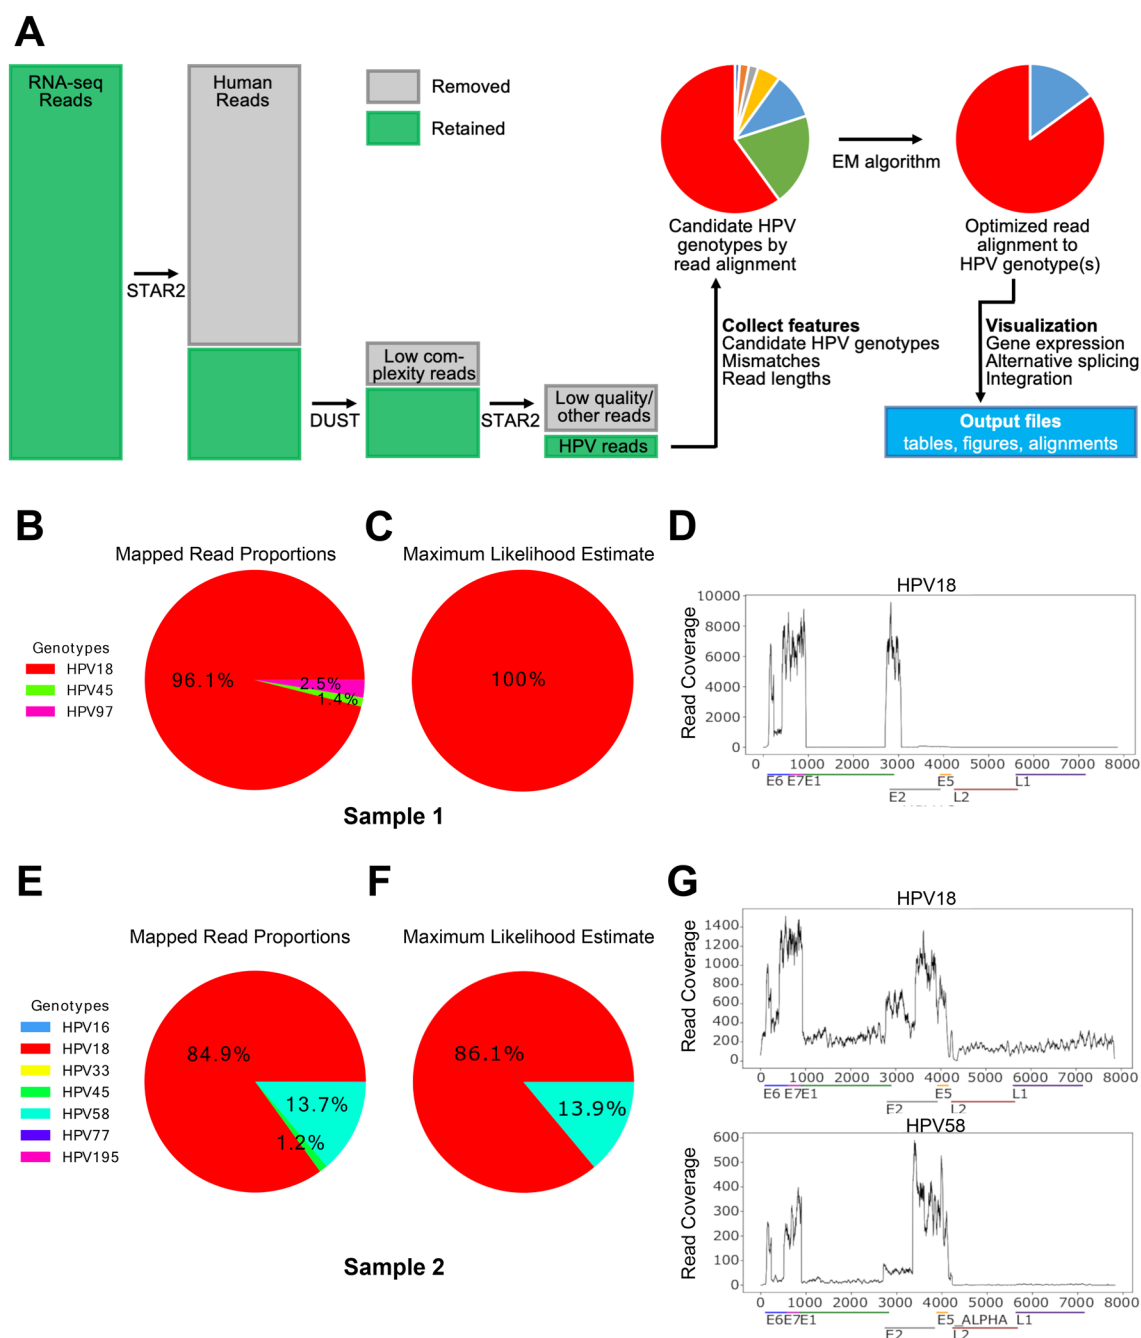 A
RNA-seq
Reads
Human
Reads
Removed
Retained
STAR2
DUST
Low com-
plexity reads
STAR2
Low quality/
other reads
HPV reads
Candidate HPV
genotypes by
read alignment
EM algorithm
Optimized read
alignment to
HPV genotype(s)
Collect features
Candidate HPV genotypes
Mismatches
Read lengths
Visualization
Gene expression
Alternative splicing
Integration
Output files
tables, figures, alignments
B
Mapped Read Proportions
Genotypes
HPV18
HPV45
HPV97
96.1%
2.5%
1.4%
C
Maximum Likelihood Estimate
100%
Sample 1
D
HPV18
Read Coverage
10000
8000
6000
4000
2000
0
0 1000 2000 3000 4000 5000 6000 7000 8000
E6 E7 E1 E5 L1
E2 L2
E
Mapped Read Proportions
Genotypes
HPV16
HPV18
HPV33
HPV45
HPV58
HPV77
HPV195
84.9%
13.7%
1.2%
F
Maximum Likelihood Estimate
86.1%
13.9%
Sample 2
G
HPV18
Read Coverage
1400
1200
1000
800
600
400
200
0
0 1000 2000 3000 4000 5000 6000 7000 8000
E6 E7 E1 E5 L1
E2 L2
HPV58
Read Coverage
600
500
400
300
200
100
0
0 1000 2000 3000 4000 5000 6000 7000 8000
E6 E7 E1 E5_ALPHA L1
E2 L2